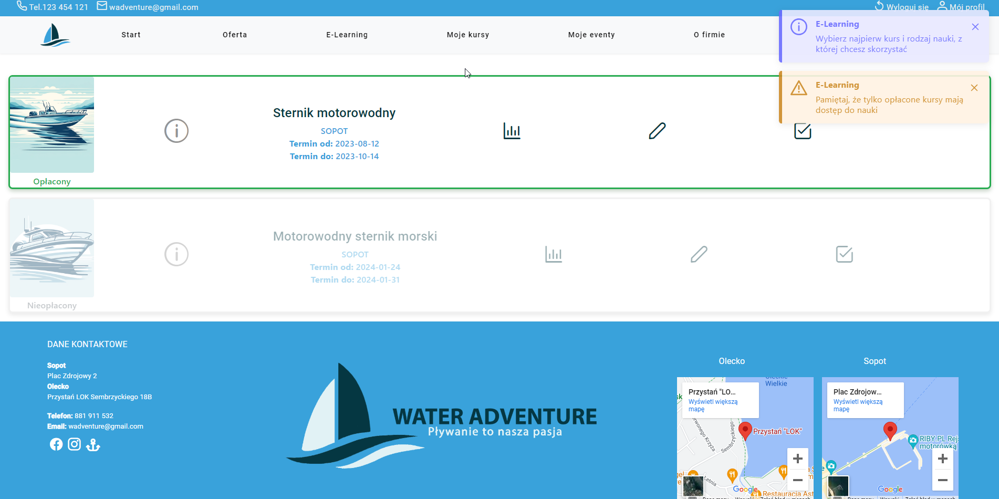 Tel.123 454 121
wadventure@gmail.com
Wyloguj się
Mój profil
Start
Oferta
E-Learning
Moje kursy
Moje eventy
O firmie
E-Learning
Wybierz najpierw kurs i rodzaj nauki, z
której chcesz skorzystać
E-Learning
Pamiętaj, że tylko opłacone kursy mają
dostęp do nauki
Sternik motorowodny
SOPOT
Termin od: 2023-08-12
Termin do: 2023-10-14
Opłacony
Motorowodny sternik morski
SOPOT
Termin od: 2024-01-24
Termin do: 2024-01-31
Nieopłacony
DANE KONTAKTOWE
Sopot
Plac Zdrojowy 2
Olecko
Przystań LOK Sembrzyckiego 18B
Telefon: 881 911 532
Email: wadventure@gmail.com
WATER ADVENTURE
Pływanie to nasza pasja
Olecko
Wielkie
Przystań "LO...
Wyświetl większą
mapę
Przystań "LOK"
Sembrzyckiego
Letnia
Google
Restauracja Ast
Sopot
Plac Zdrojow...
Wyświetl większą
mapę
RIBY.PL Rejs
motorówką
Google